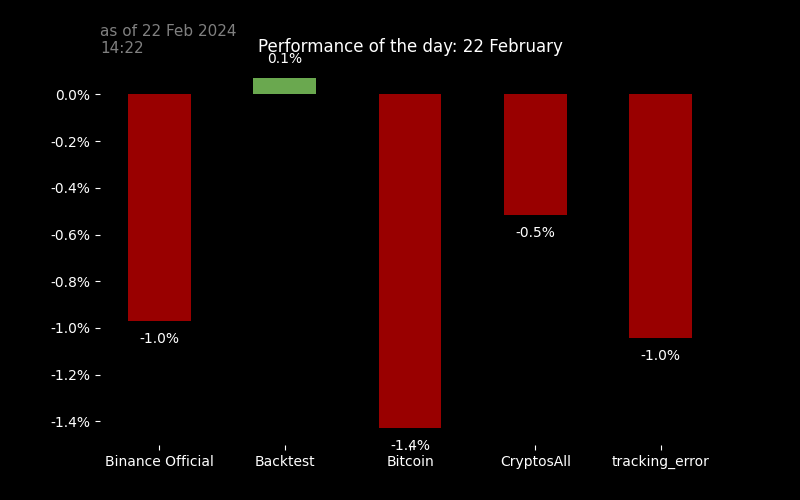 as of 22 Feb 2024
14:22
Performance of the day: 22 February
0.1%
0.0%
-0.2%
-0.4%
-0.6%
-0.8%
-1.0%
-1.2%
-1.4%
-1.0%
-1.4%
-0.5%
-1.0%
Binance Official
Backtest
Bitcoin
CryptosAll
tracking_error